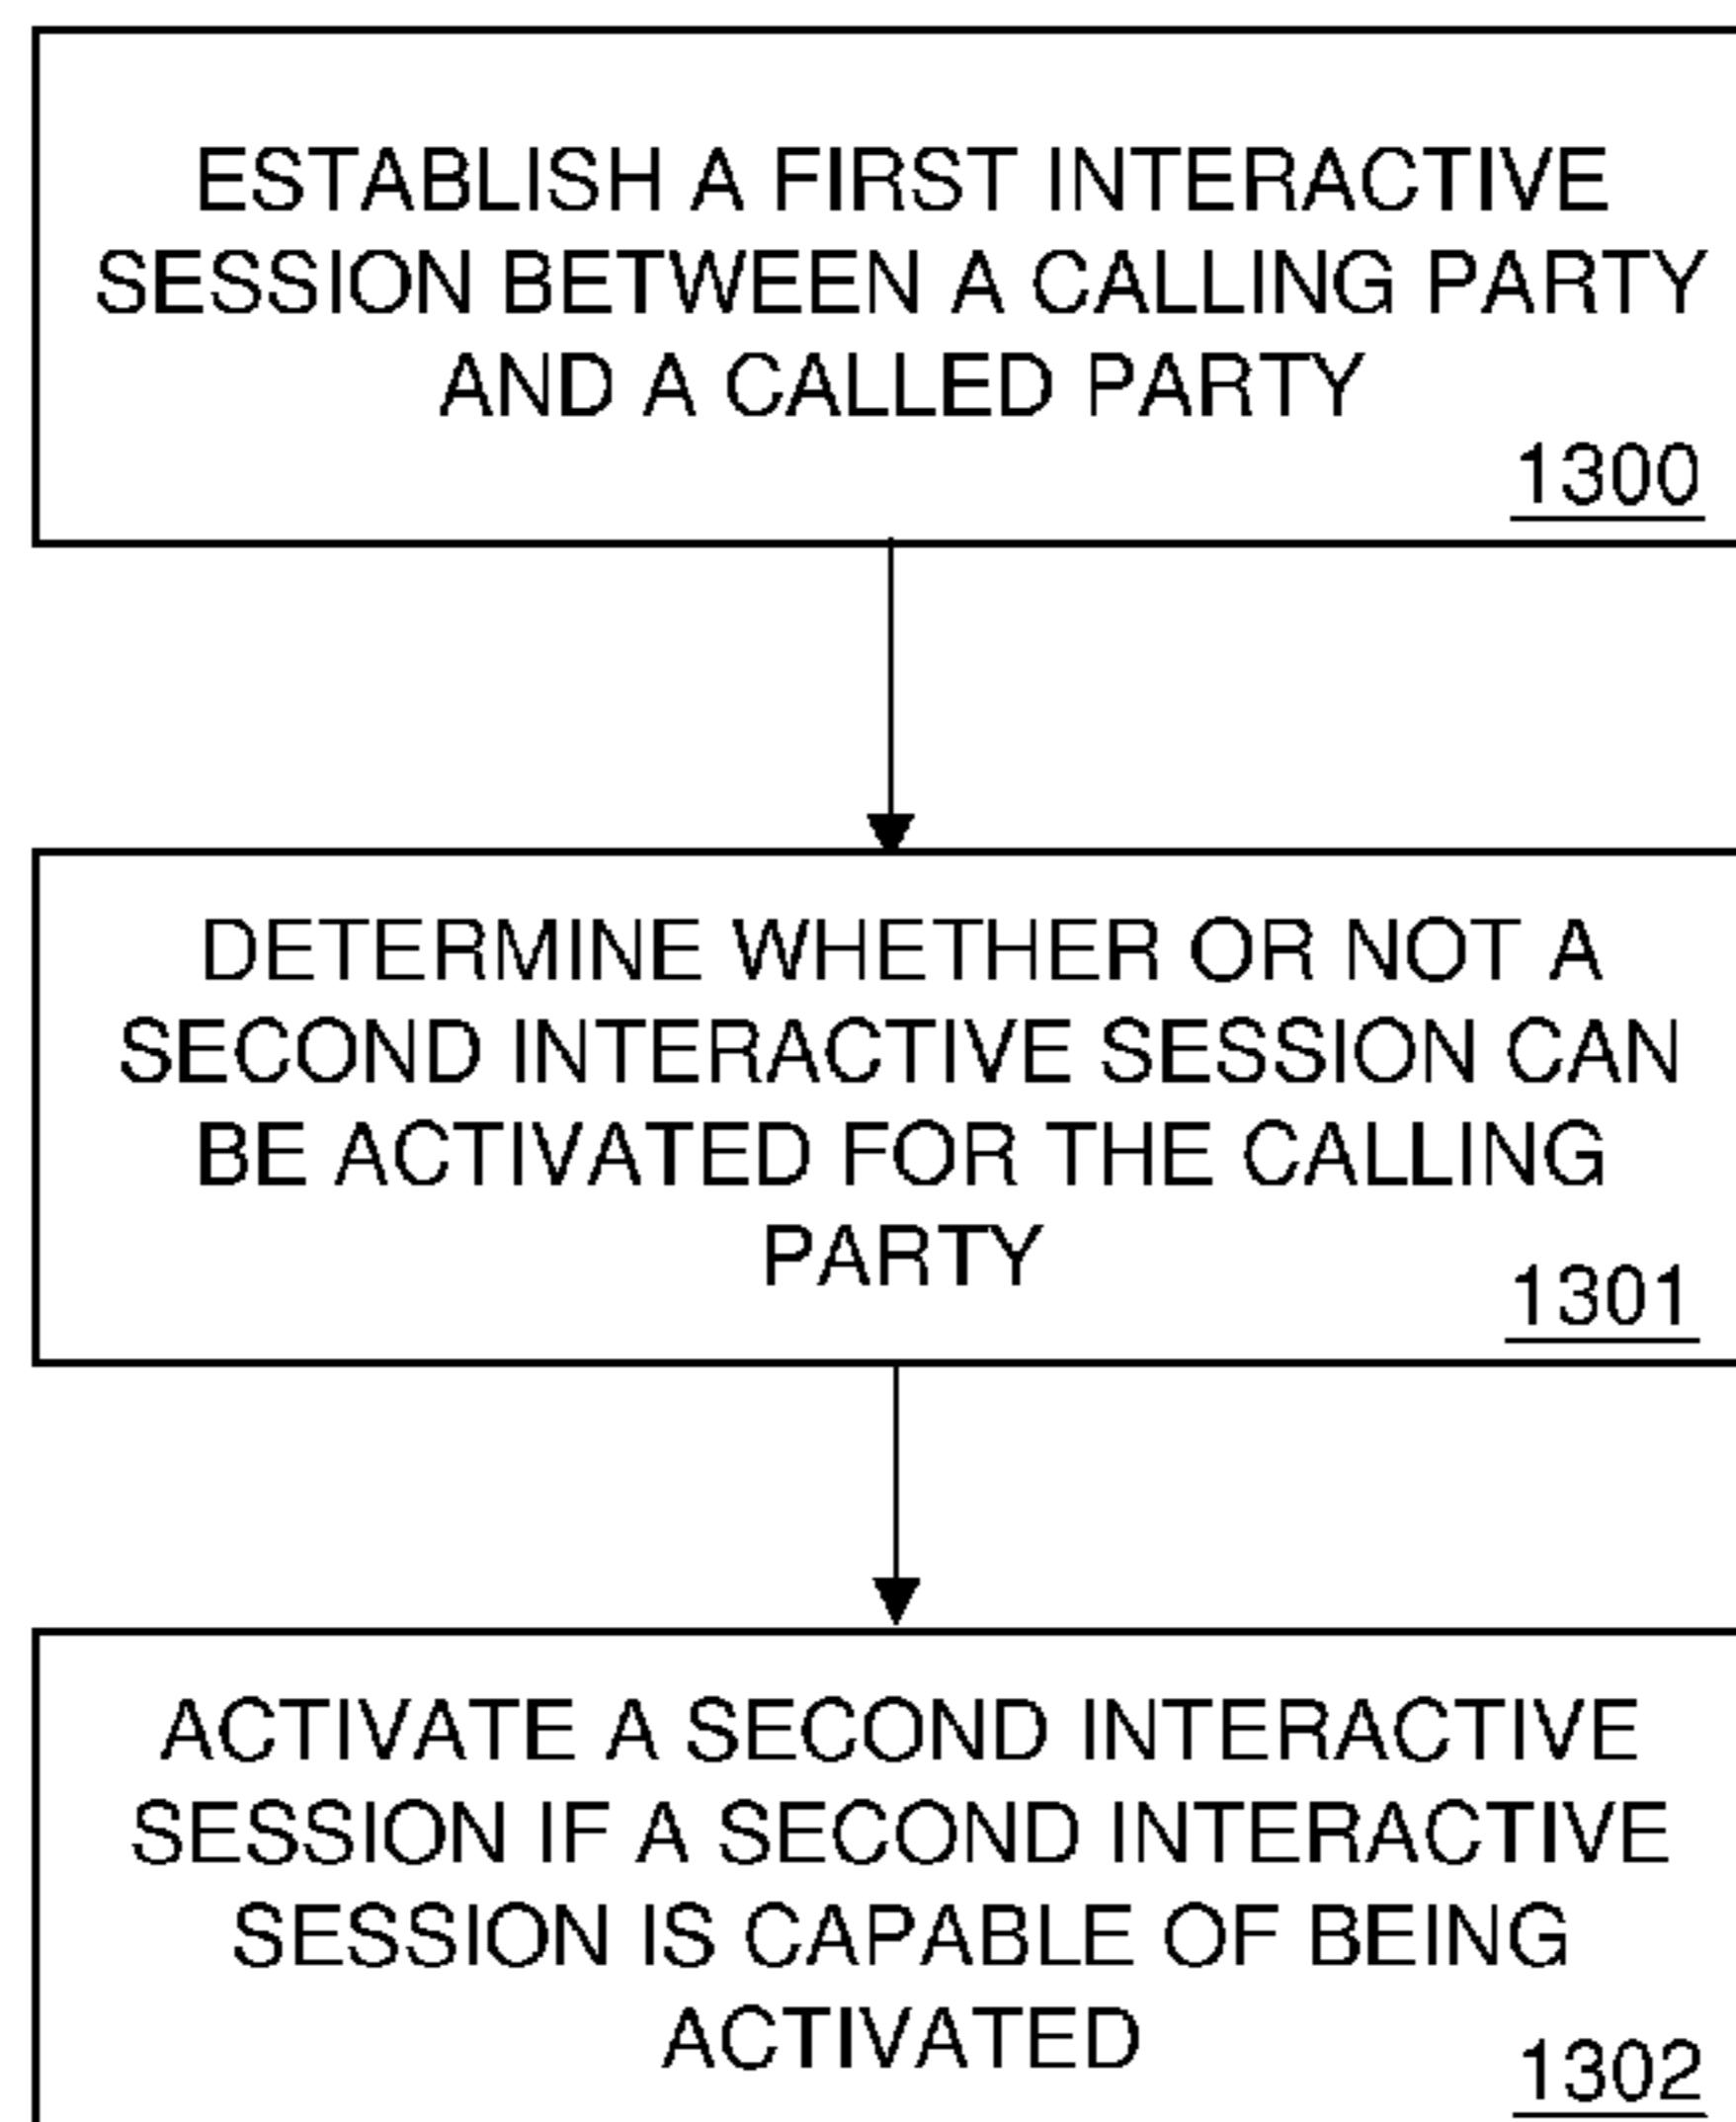 ESTABLISH A FIRST INTERACTIVE
SESSION BETWEEN A CALLING PARTY
AND A CALLED PARTY
1300
DETERMINE WHETHER OR NOT A
SECOND INTERACTIVE SESSION CAN
BE ACTIVATED FOR THE CALLING
PARTY
1301
ACTIVATE A SECOND INTERACTIVE
SESSION IF A SECOND INTERACTIVE
SESSION IS CAPABLE OF BEING
ACTIVATED
1302